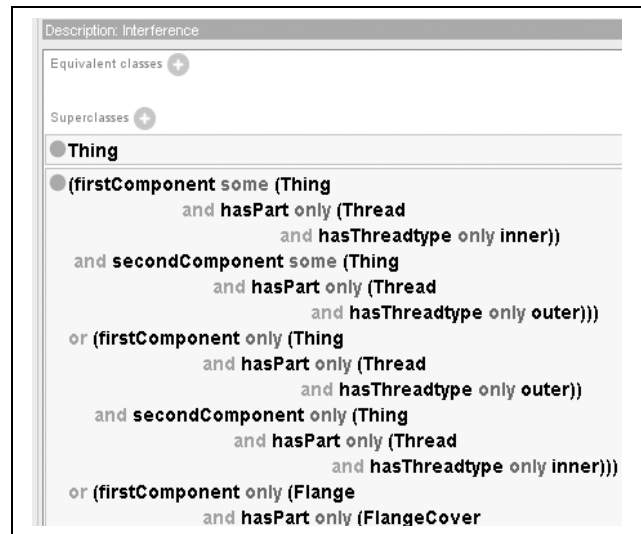 Description: Interference
Equivalent classes
Superclasses
Thing
(firstComponent some (Thing
and hasPart only (Thread
and hasThreadtype only inner))
and secondComponent some (Thing
and hasPart only (Thread
and hasThreadtype only outer)))
or (firstComponent only (Thing
and hasPart only (Thread
and hasThreadtype only outer))
and secondComponent only (Thing
and hasPart only (Thread
and hasThreadtype only inner)))
or (firstComponent only (Flange
and hasPart only (FlangeCover